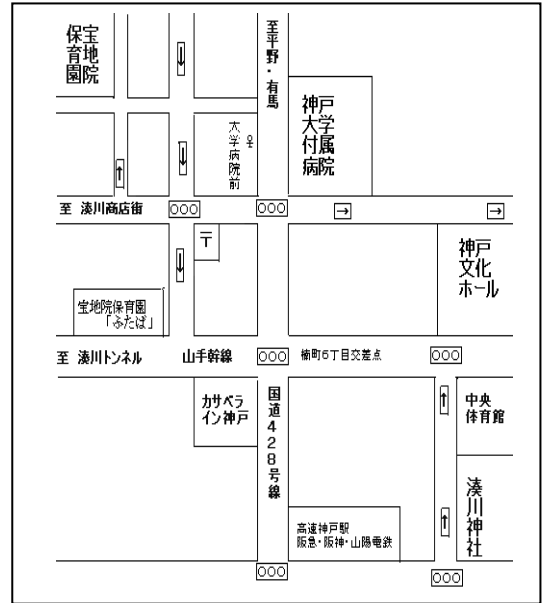 宝地院
保育園
至平野・有馬
神戸
大学
付属
病院
大学病院前
至 湊川商店街
〒
神戸
文化
ホール
宝地院保育園
「ふたば」
至 湊川トンネル
山手幹線
楠町6丁目交差点
カサベラ
イン神戸
国道428号線
中央
体育館
湊川神社
高速神戸駅
阪急・阪神・山陽電鉄